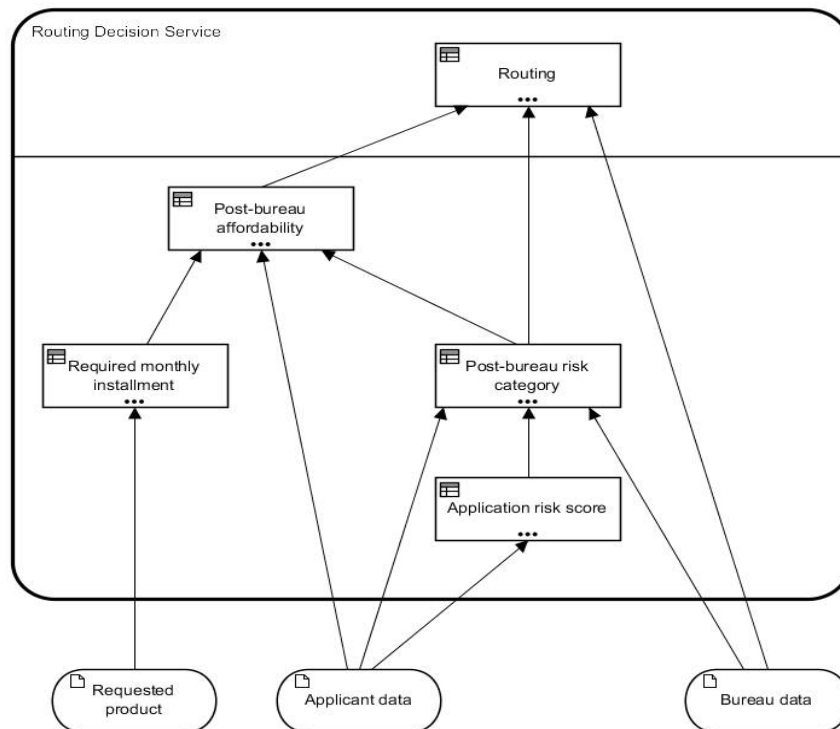 Routing Decision Service
Routing
Post-bureau
affordability
Required monthly
installment
Post-bureau risk
category
Application risk score
Requested
product
Applicant data
Bureau data